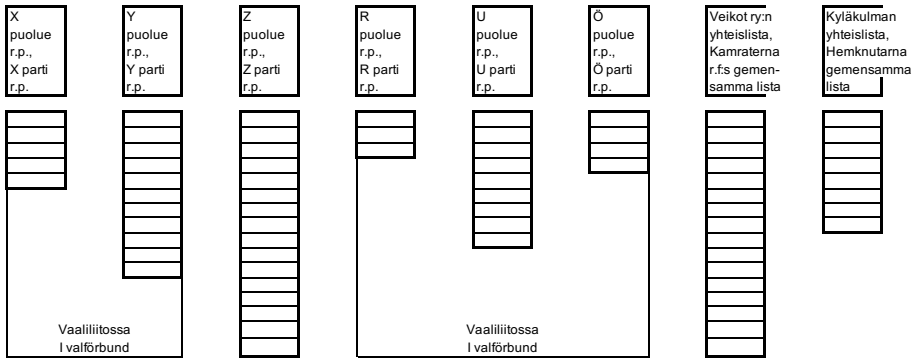 X
puolue
r.p.,
X parti
r.p.
Y
puolue
r.p.,
Y parti
r.p.
Z
puolue
r.p.,
Z parti
r.p.
R
puolue
r.p.,
R parti
r.p.
U
puolue
r.p.,
U parti
r.p.
Ö
puolue
r.p.,
Ö parti
r.p.
Veikot ry:n
yhteislista,
Kamraterna
r.f:s gemen-
samma lista
Kyläkulman
yhteislista,
Hemknutarna
gemensamma
lista
Vaaliliitossa
I valförbund
Vaaliliitossa
I valförbund